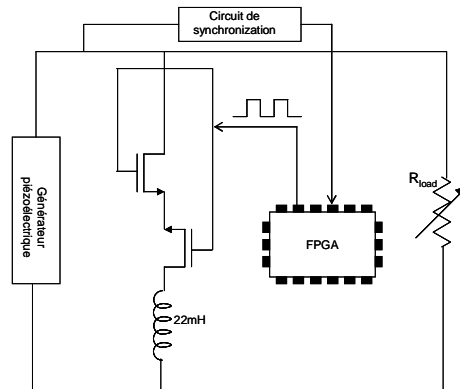 Circuit de
synchronization
Générateur
piézoélectrique
FPGA
R_load
22mH